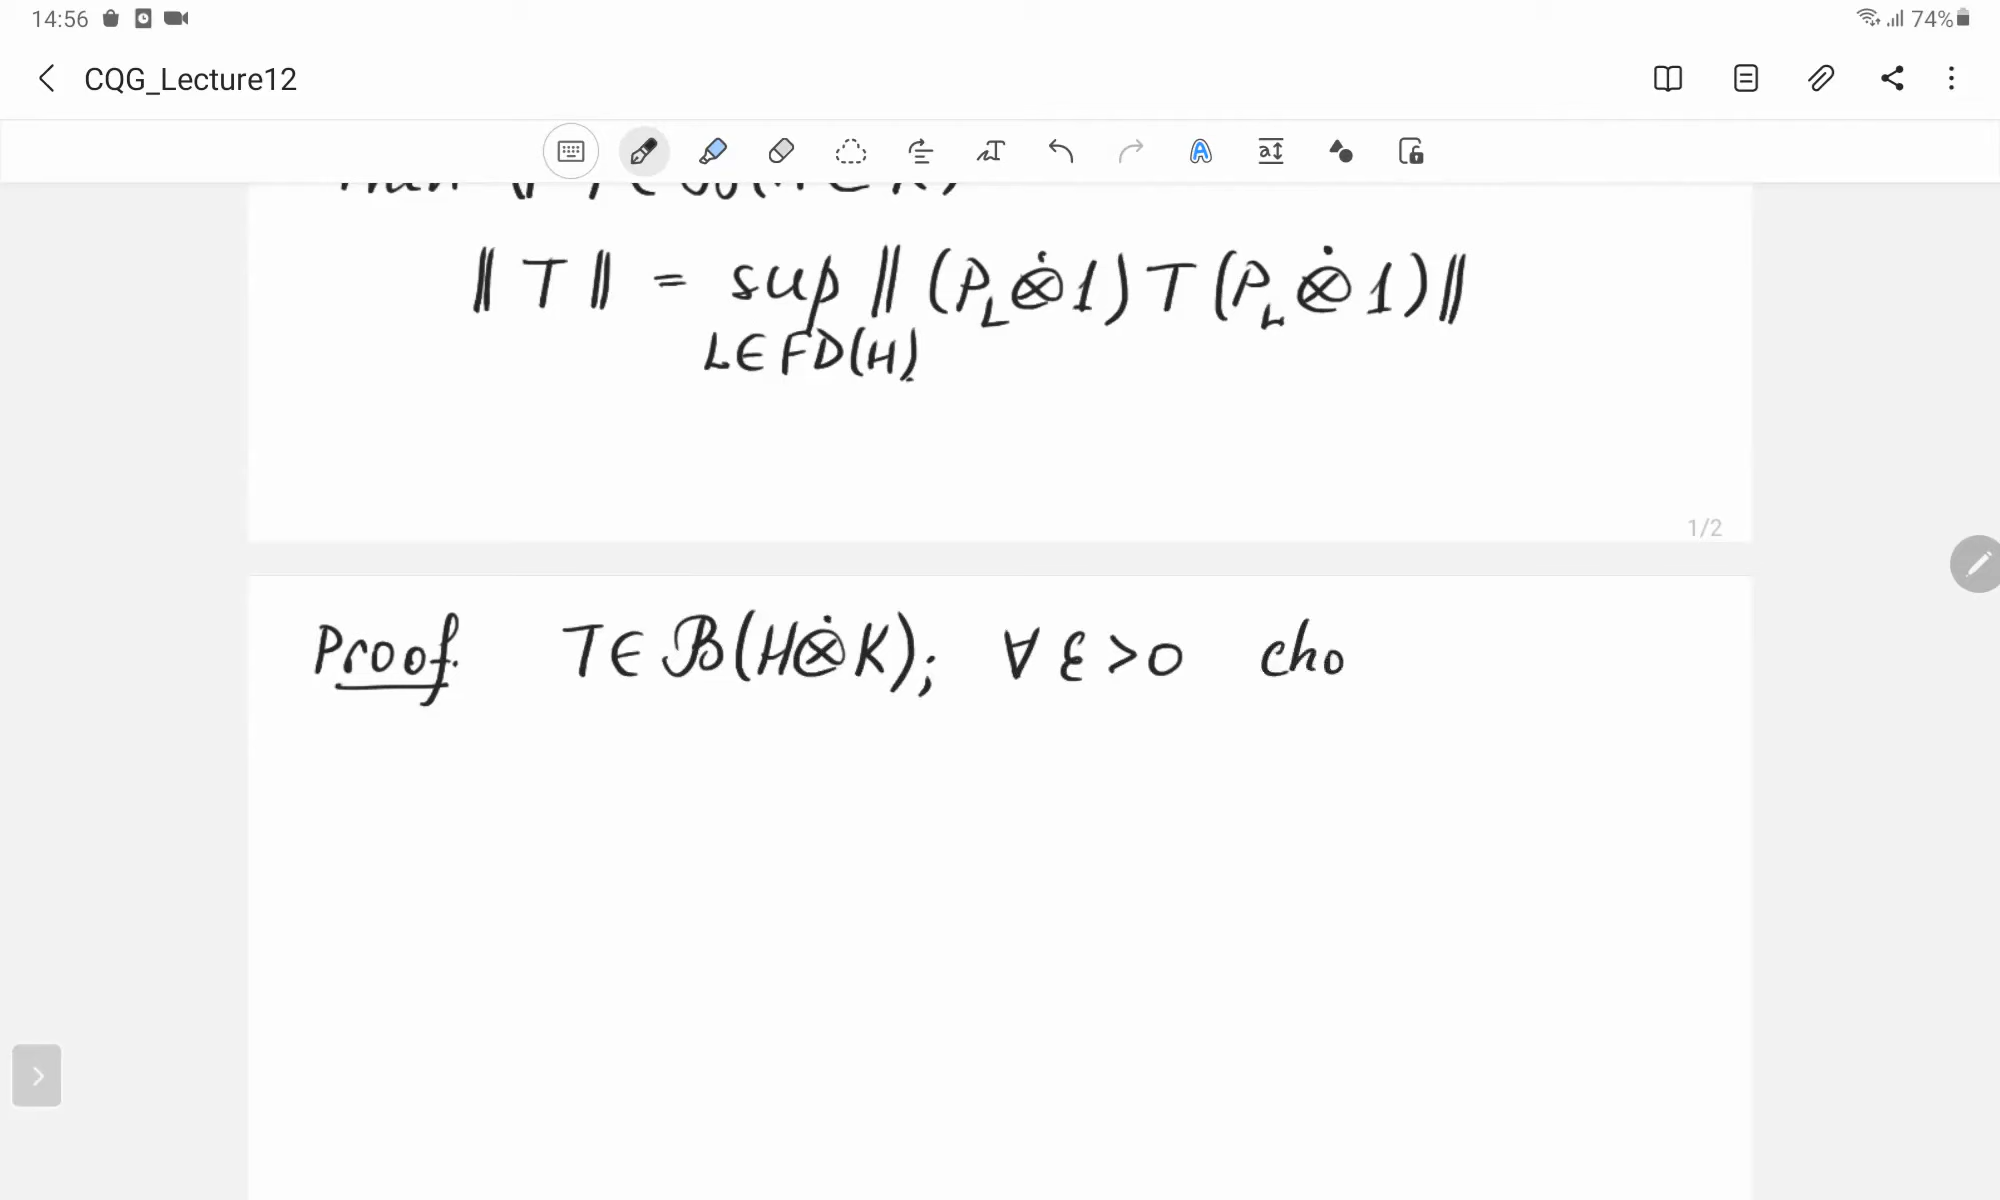 14:56 74%
CQG_Lecture12
‖ T ‖ = sup ‖ (P_L ⊗̇ 1) T (P_L ⊗̇ 1) ‖
L ∈ FD(H)
1/2
Proof. T ∈ ℬ(H ⊗̇ K); ∀ ε > 0 cho